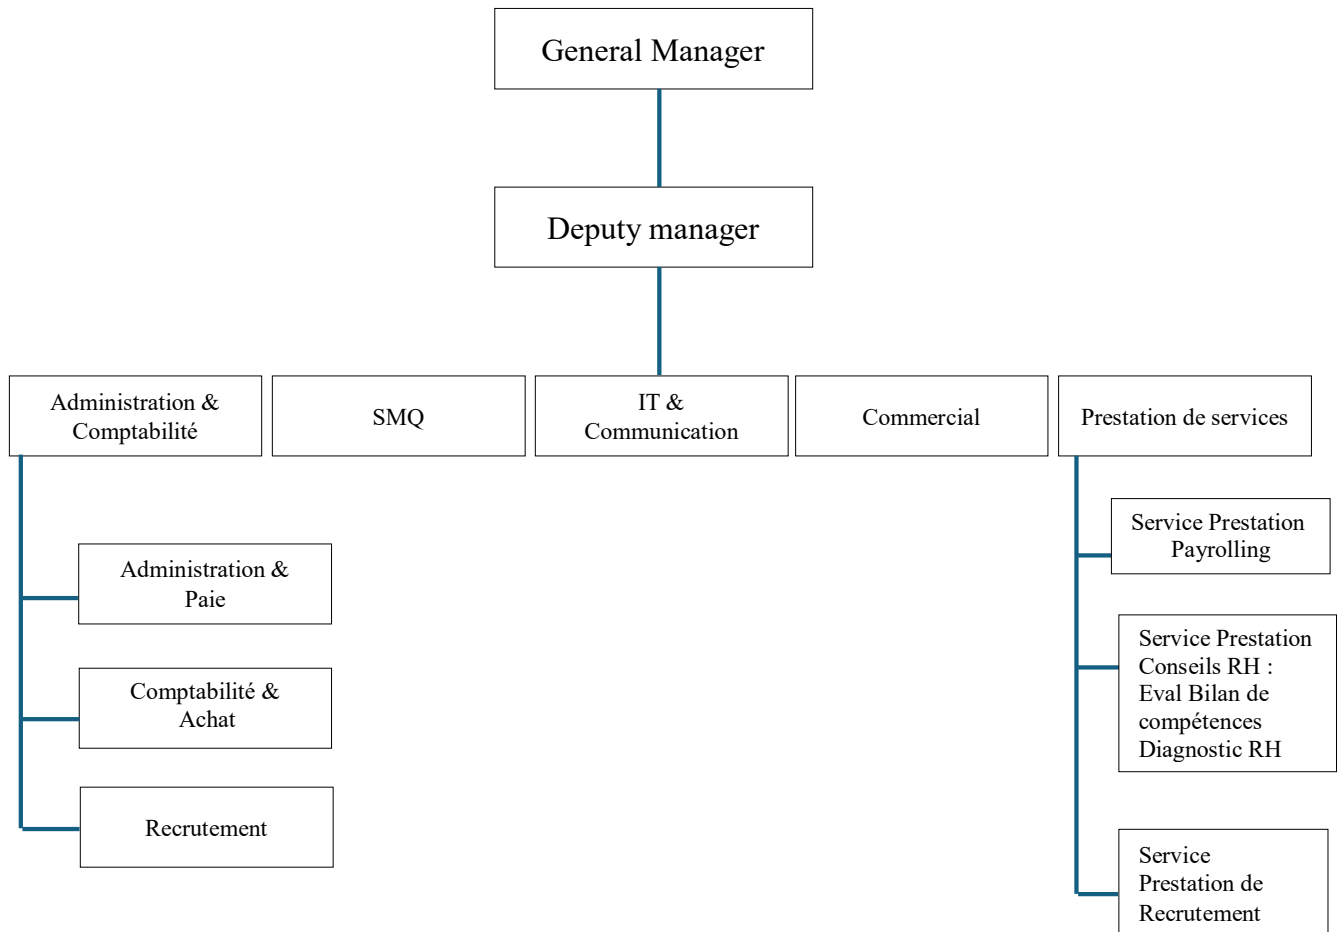 General Manager
Deputy manager
Administration &
Comptabilité
SMQ
IT &
Communication
Commercial
Prestation de services
Administration &
Paie
Comptabilité &
Achat
Recrutement
Service Prestation
Payrolling
Service Prestation
Conseils RH :
Eval Bilan de
compétences
Diagnostic RH
Service
Prestation de
Recrutement